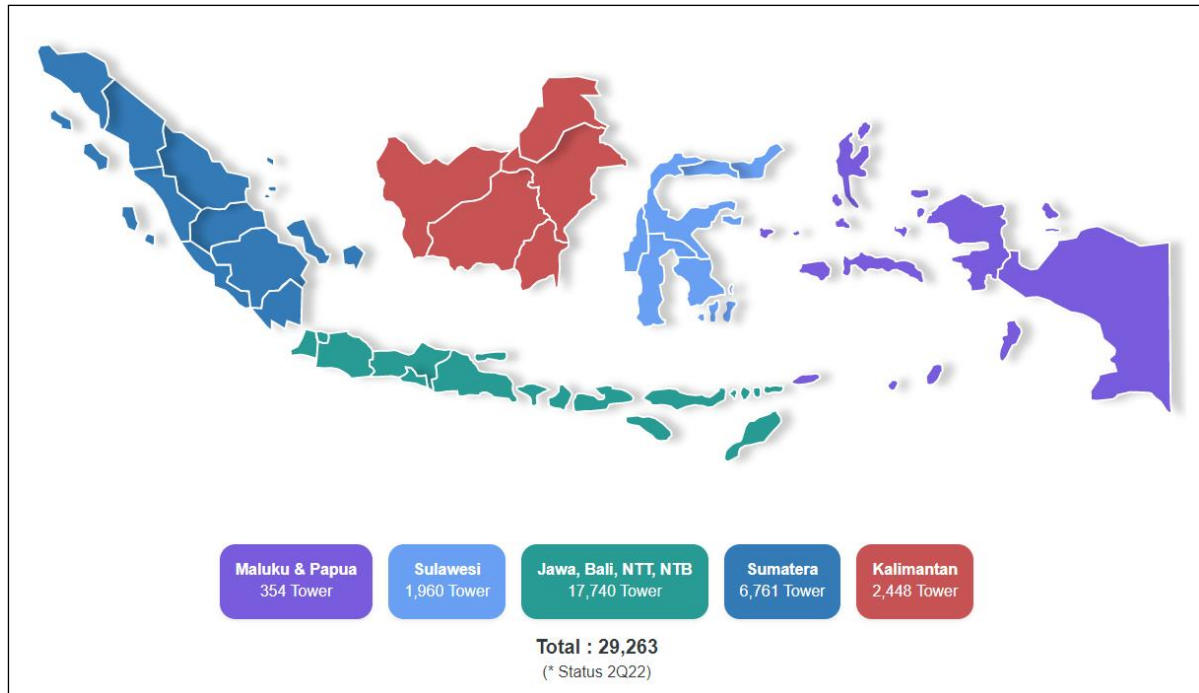 Maluku & Papua
354 Tower
Sulawesi
1,960 Tower
Jawa, Bali, NTT, NTB
17,740 Tower
Sumatera
6,761 Tower
Kalimantan
2,448 Tower
Total : 29,263
(* Status 2Q22)